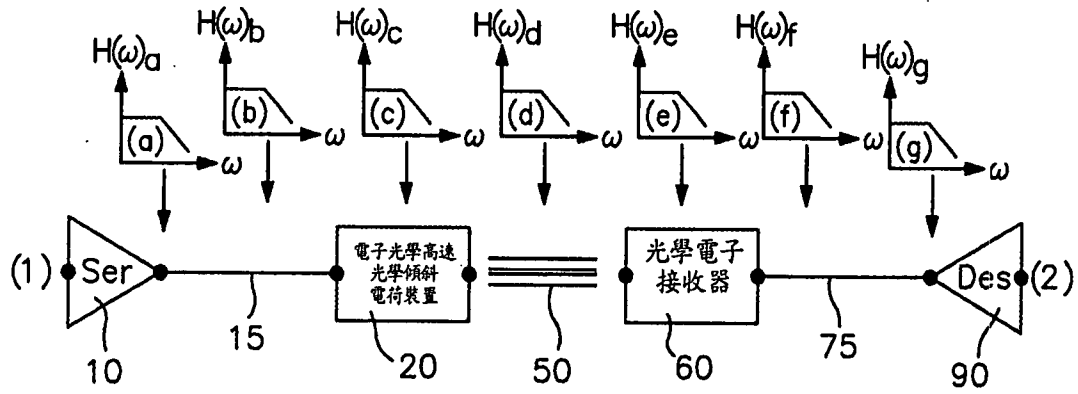 H(ω)a
H(ω)b
H(ω)c
H(ω)d
H(ω)e
H(ω)f
H(ω)g
(a)
(b)
(c)
(d)
(e)
(f)
(g)
ω
ω
ω
ω
ω
ω
ω
(1)
Ser
電子光學高速
光學傾斜
電荷裝置
光學電子
接收器
Des
(2)
10
15
20
50
60
75
90